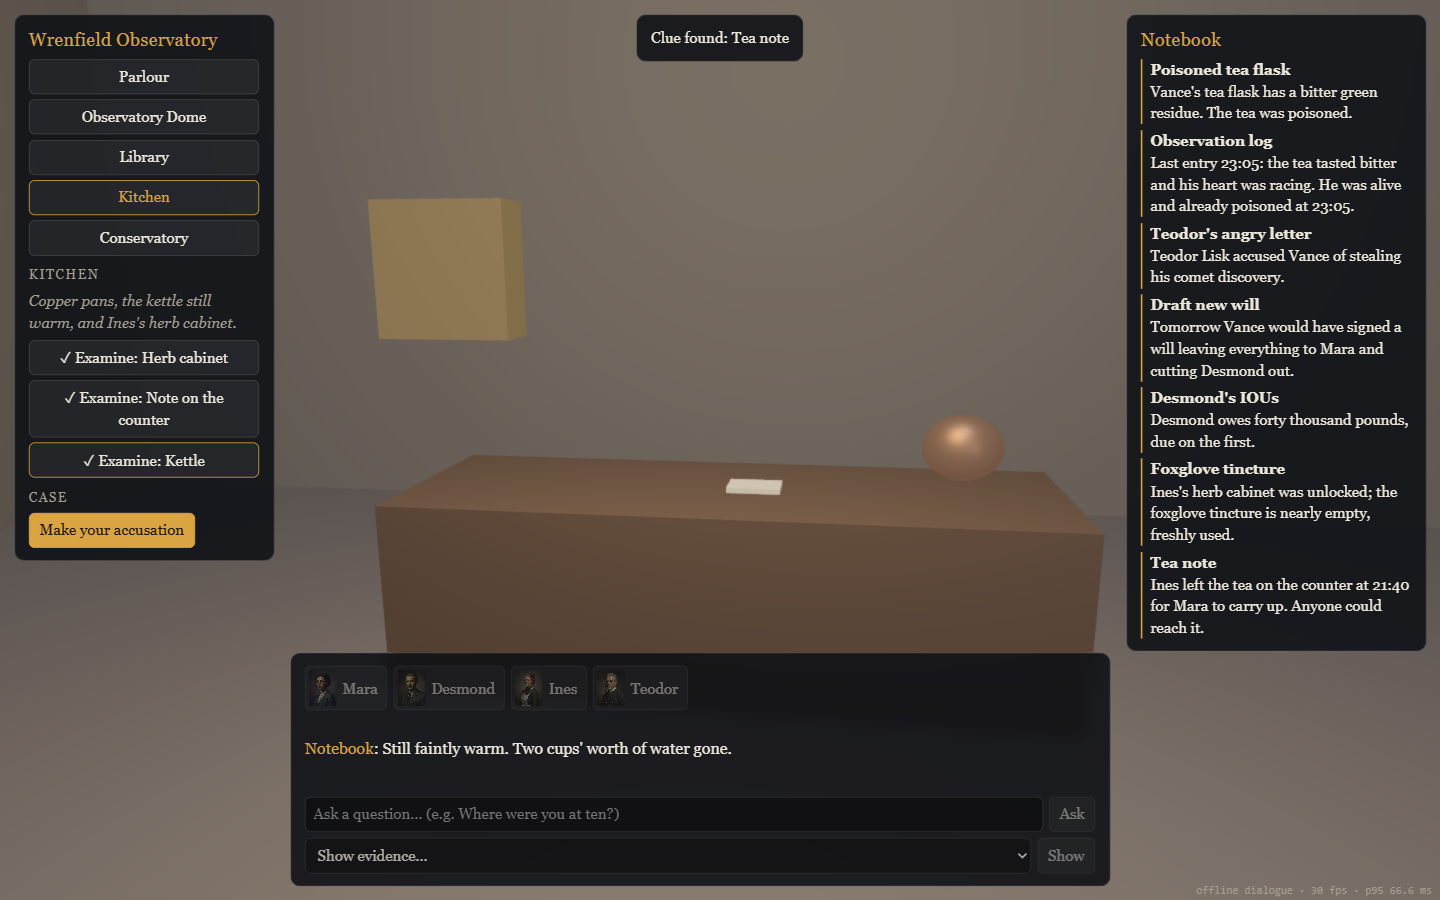 Wrenfield Observatory
Parlour
Observatory Dome
Library
Kitchen
Conservatory
KITCHEN
Copper pans, the kettle still
warm, and Ines's herb cabinet.
✓ Examine: Herb cabinet
✓ Examine: Note on the
counter
✓ Examine: Kettle
CASE
Make your accusation
Clue found: Tea note
Notebook
Poisoned tea flask
Vance's tea flask has a bitter green
residue. The tea was poisoned.
Observation log
Last entry 23:05: the tea tasted bitter
and his heart was racing. He was alive
and already poisoned at 23:05.
Teodor's angry letter
Teodor Lisk accused Vance of stealing
his comet discovery.
Draft new will
Tomorrow Vance would have signed a
will leaving everything to Mara and
cutting Desmond out.
Desmond's IOUs
Desmond owes forty thousand pounds,
due on the first.
Foxglove tincture
Ines's herb cabinet was unlocked; the
foxglove tincture is nearly empty,
freshly used.
Tea note
Ines left the tea on the counter at 21:40
for Mara to carry up. Anyone could
reach it.
Mara
Desmond
Ines
Teodor
Notebook: Still faintly warm. Two cups' worth of water gone.
Ask a question... (e.g. Where were you at ten?)
Ask
Show evidence...
Show
offline dialogue · 30 fps · p95 66.6 ms